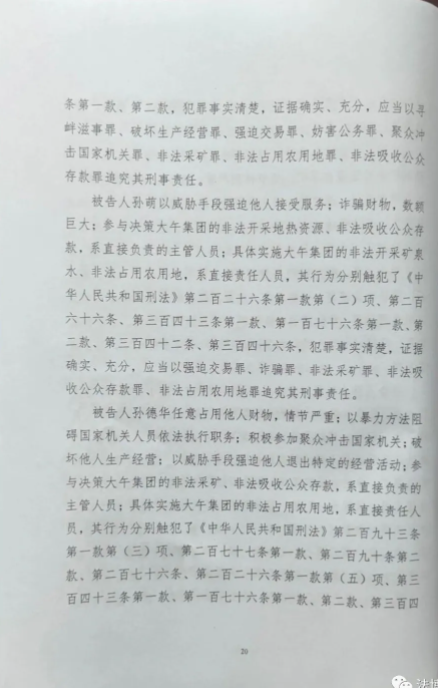 条第一款、第二款，犯罪事实清楚，证据确实、充分，应当以寻
衅滋事罪、破坏生产经营罪、强迫交易罪、妨害公务罪、聚众冲
击国家机关罪、非法采矿罪、非法占用农用地罪、非法吸收公众
存款罪追究其刑事责任。
被告人孙萌以威胁手段强迫他人接受服务；诈骗财物，数额
巨大；参与决策大午集团的非法开采地热资源、非法吸收公众存
款，系直接负责的主管人员；具体实施大午集团的非法开采矿泉
水、非法占用农用地，系直接责任人员，其行为分别触犯了《中
华人民共和国刑法》第二百二十六条第一款第（二）项、第二百
六十六条、第三百四十三条第一款、第一百七十六条第一款、第
二款、第三百四十二条、第三百四十六条，犯罪事实清楚，证据
确实、充分，应当以强迫交易罪、诈骗罪、非法采矿罪、非法吸
收公众存款罪、非法占用农用地罪追究其刑事责任。
被告人孙德华任意占用他人财物，情节严重；以暴力方法阻
碍国家机关人员依法执行职务；积极参加聚众冲击国家机关；破
坏他人生产经营；以威胁手段强迫他人退出特定的经营活动；参
与决策大午集团的非法采矿、非法吸收公众存款，系直接负责的
主管人员；具体实施大午集团的非法占用农用地，系直接责任人
员，其行为分别触犯了《中华人民共和国刑法》第二百九十三条
第一款第（三）项、第二百七十七条第一款、第二百九十条第二
款、第二百七十六条、第二百二十六条第一款第（五）项、第三
百四十三条第一款、第一百七十六条第一款、第二款、第三百四
20